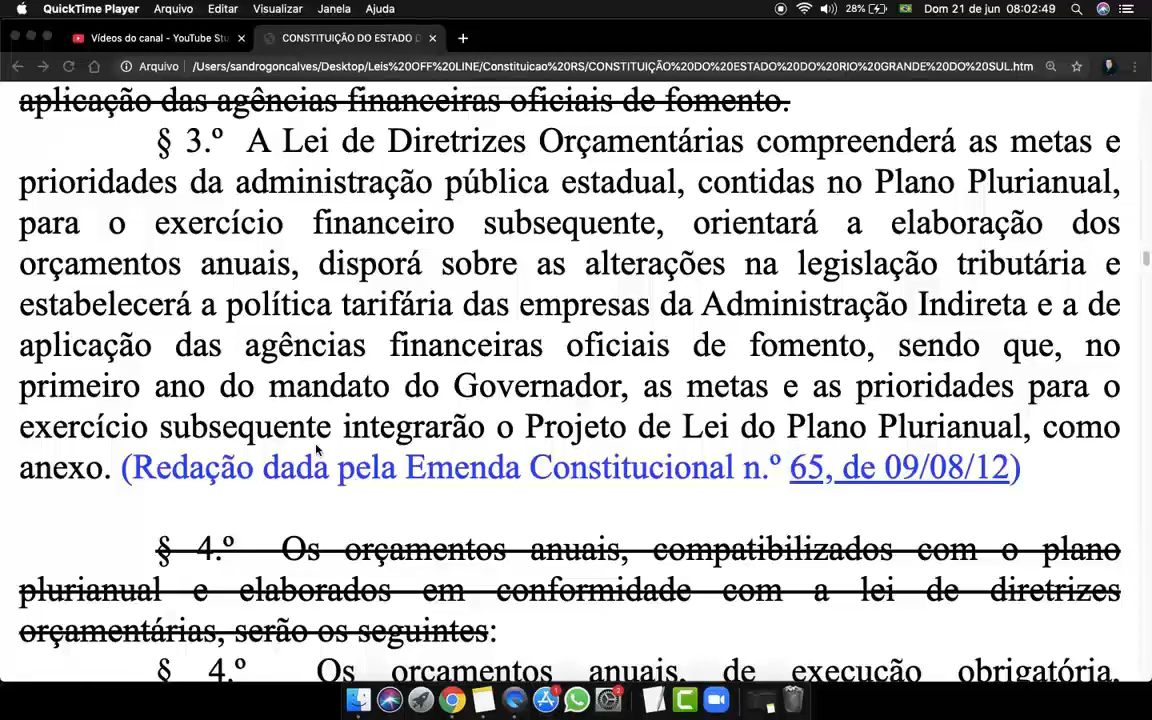 QuickTime Player Arquivo Editar Visualizar Janela Ajuda 28% Dom 21 de jun 08:02:49
Vídeos do canal - YouTube Stu CONSTITUIÇÃO DO ESTADO D
Arquivo /Users/sandrogoncalves/Desktop/Leis%20OFF%20LINE/Constituicao%20RS/CONSTITUIÇÃO%20DO%20ESTADO%20DO%20RIO%20GRANDE%20DO%20SUL.htm
aplicação das agências financeiras oficiais de fomento.
§ 3.º A Lei de Diretrizes Orçamentárias compreenderá as metas e
prioridades da administração pública estadual, contidas no Plano Plurianual,
para o exercício financeiro subsequente, orientará a elaboração dos
orçamentos anuais, disporá sobre as alterações na legislação tributária e
estabelecerá a política tarifária das empresas da Administração Indireta e a de
aplicação das agências financeiras oficiais de fomento, sendo que, no
primeiro ano do mandato do Governador, as metas e as prioridades para o
exercício subsequente integrarão o Projeto de Lei do Plano Plurianual, como
anexo. (Redação dada pela Emenda Constitucional n.º 65, de 09/08/12)
§ 4.º Os orçamentos anuais, compatibilizados com o plano
plurianual e elaborados em conformidade com a lei de diretrizes
orçamentárias, serão os seguintes:
§ 4.º Os orçamentos anuais, de execução obrigatória,